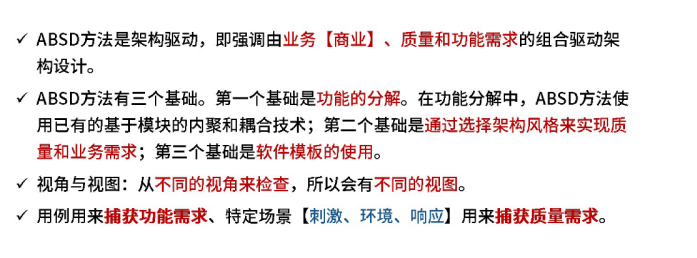 ✓ ABSD方法是架构驱动，即强调由业务【商业】、质量和功能需求的组合驱动架
构设计。
✓ ABSD方法有三个基础。第一个基础是功能的分解。在功能分解中，ABSD方法使
用已有的基于模块的内聚和耦合技术；第二个基础是通过选择架构风格来实现质
量和业务需求；第三个基础是软件模板的使用。
✓ 视角与视图：从不同的视角来检查，所以会有不同的视图。
✓ 用例用来捕获功能需求、特定场景【刺激、环境、响应】用来捕获质量需求。